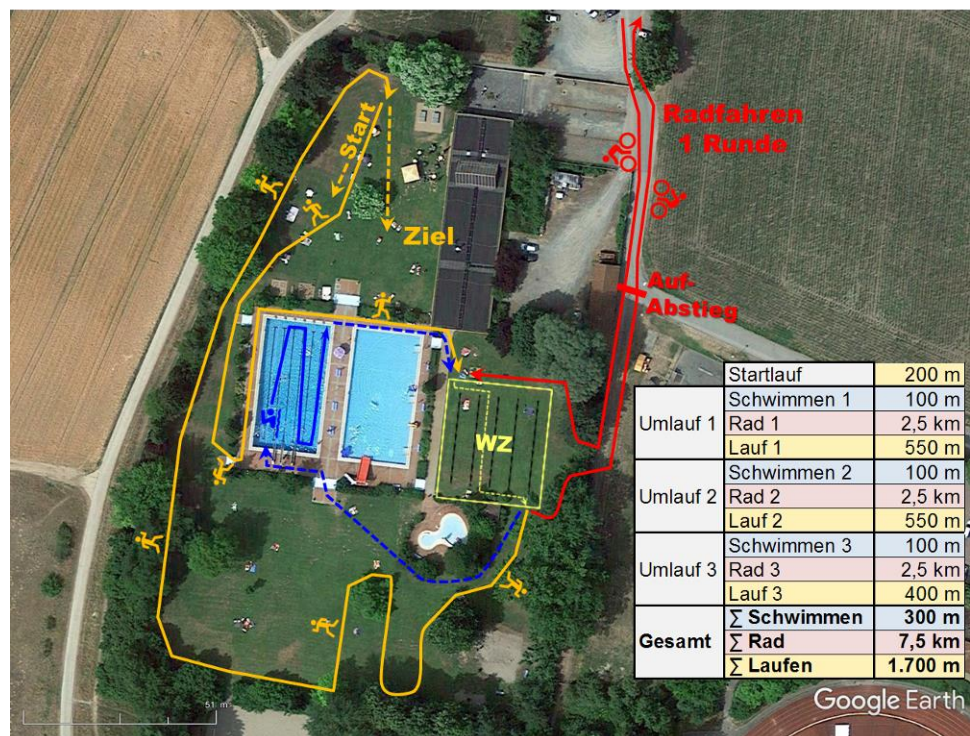 Start
Ziel
Radfahren
1 Runde
Auf-
Abstieg
WZ
Startlauf 200 m
Umlauf 1
Schwimmen 1 100 m
Rad 1 2,5 km
Lauf 1 550 m
Umlauf 2
Schwimmen 2 100 m
Rad 2 2,5 km
Lauf 2 550 m
Umlauf 3
Schwimmen 3 100 m
Rad 3 2,5 km
Lauf 3 400 m
Gesamt
∑ Schwimmen 300 m
∑ Rad 7,5 km
∑ Laufen 1.700 m
51 m
Google Earth